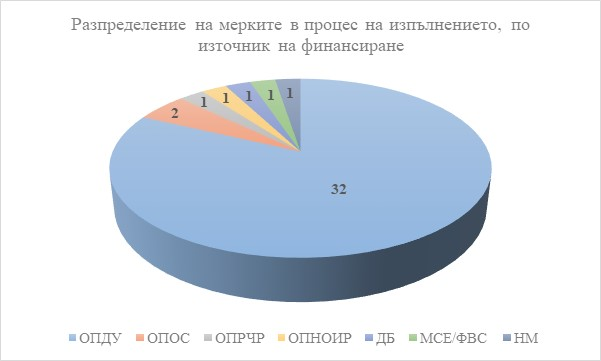 Разпределение на мерките в процес на изпълнението, по
източник на финансиране
2 1 1 1 1 1
32
ОПДУ ОПОС ОПРЧР ОПНОИР ДБ МСЕ/ФВС НМ